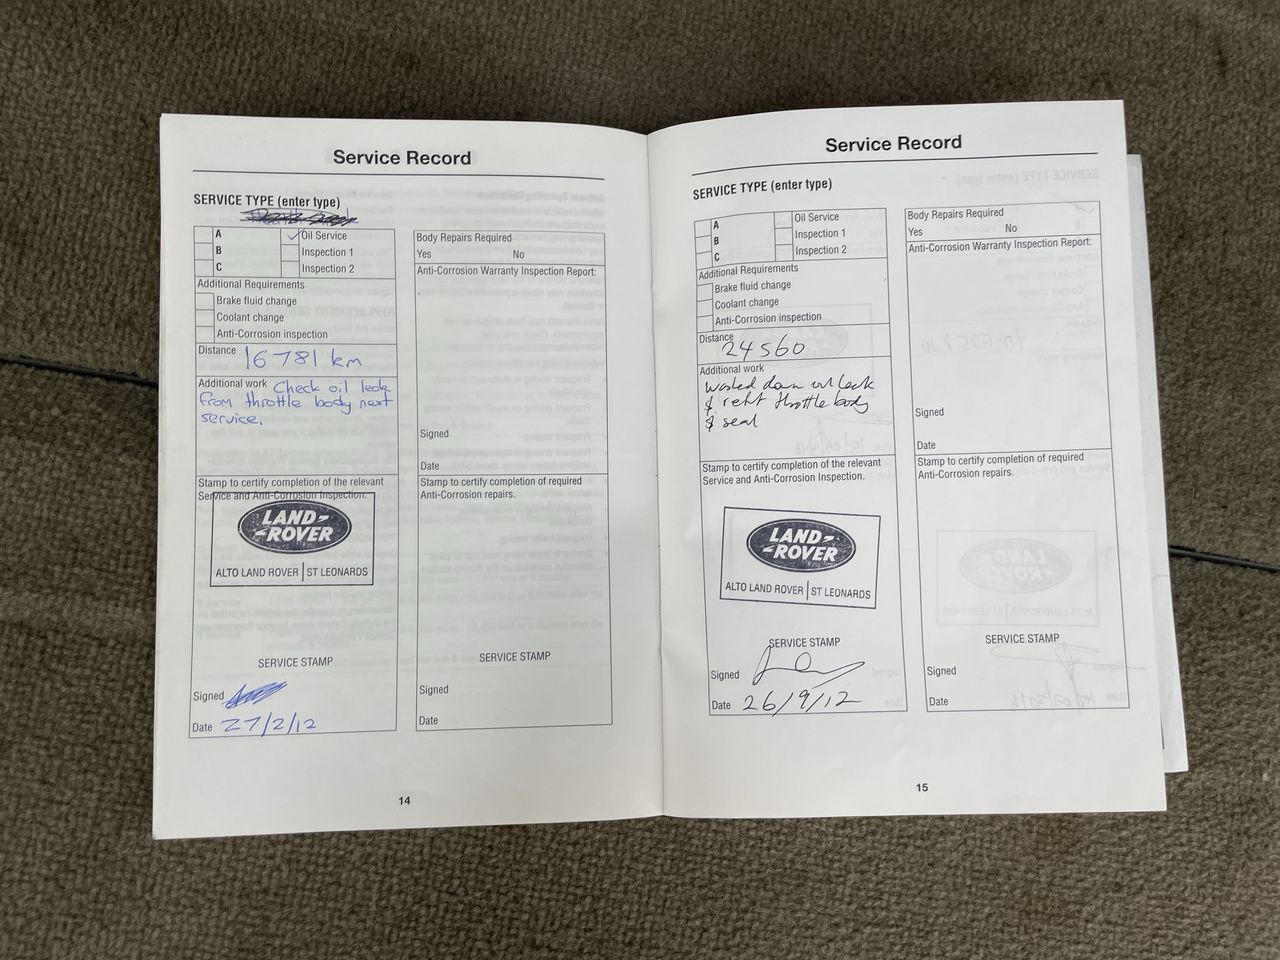 Service Record
SERVICE TYPE (enter type)
A
Oil Service
B
Inspection 1
C
Inspection 2
Additional Requirements
Brake fluid change
Coolant change
Anti-Corrosion inspection
Distance 16781 km
Additional work Check oil leak
from throttle body next
service.
Stamp to certify completion of the relevant
Service and Anti-Corrosion Inspection.
LAND-
-ROVER
ALTO LAND ROVER | ST LEONARDS
SERVICE STAMP
Signed
Date 27/2/12
Body Repairs Required
Yes No
Anti-Corrosion Warranty Inspection Report:
Signed
Date
Stamp to certify completion of required
Anti-Corrosion repairs.
SERVICE STAMP
Signed
Date
14
Service Record
SERVICE TYPE (enter type)
A
Oil Service
B
Inspection 1
C
Inspection 2
Additional Requirements
Brake fluid change
Coolant change
Anti-Corrosion inspection
Distance
24560
Additional work
washed down oil leak
& refit throttle body
& seal
Stamp to certify completion of the relevant
Service and Anti-Corrosion Inspection.
LAND-
-ROVER
ALTO LAND ROVER | ST LEONARDS
SERVICE STAMP
Signed
Date 26/9/12
Body Repairs Required
Yes No
Anti-Corrosion Warranty Inspection Report:
Signed
Date
Stamp to certify completion of required
Anti-Corrosion repairs.
SERVICE STAMP
Signed
Date
15